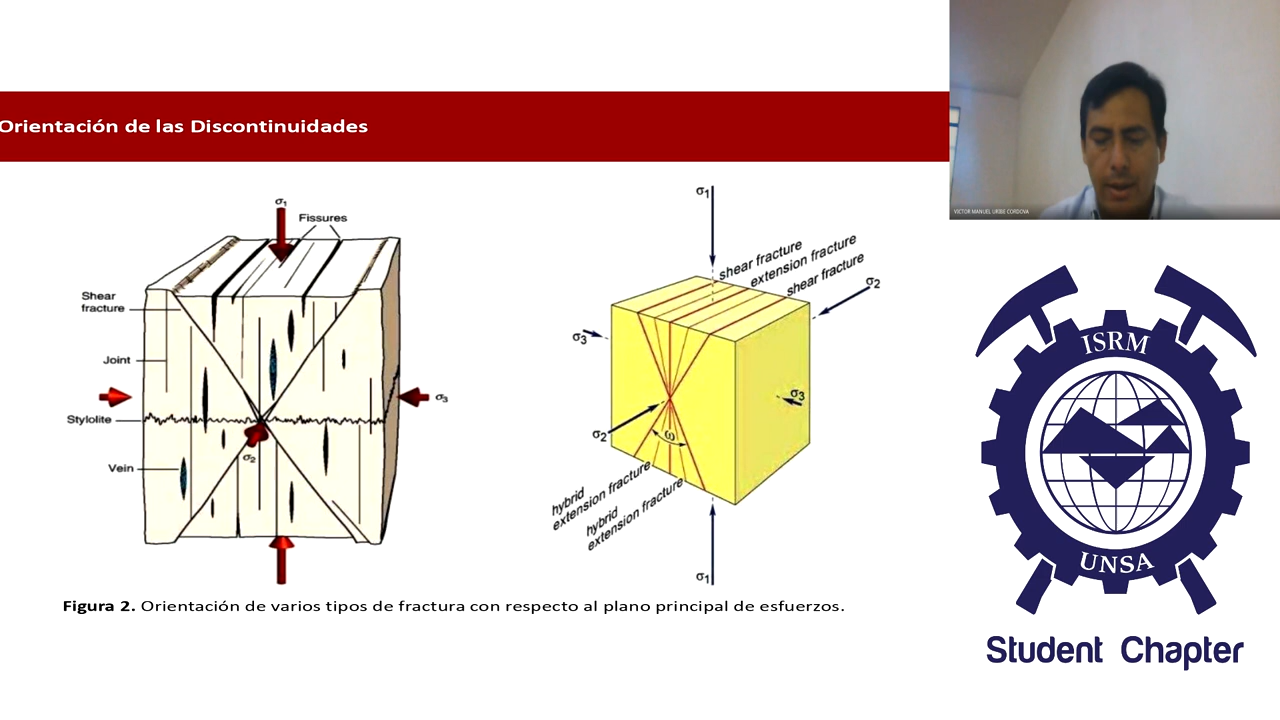 Orientación de las Discontinuidades
VICTOR MANUEL URIBE CORDOVA
σ1
Fissures
Shear
fracture
Joint
σ3
Stylolite
σ2
Vein
σ1
shear fracture
extension fracture
shear fracture
σ2
σ3
σ3
σ2
ω
hybrid
extension fracture
hybrid
extension fracture
σ1
Figura 2. Orientación de varios tipos de fractura con respecto al plano principal de esfuerzos.
ISRM
UNSA
Student Chapter